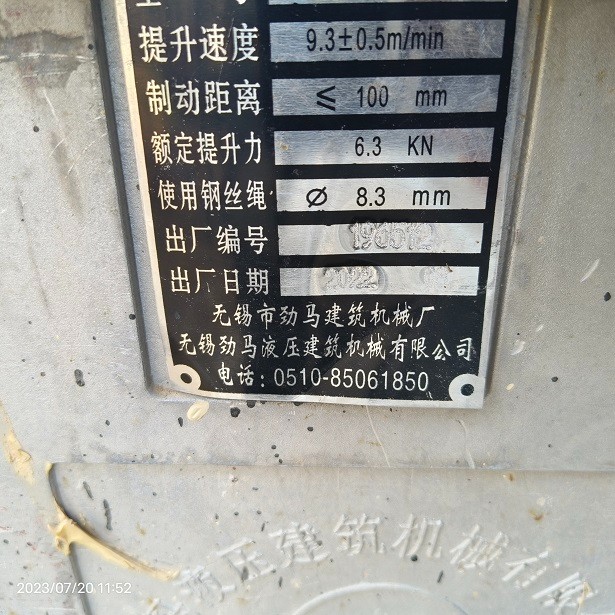 提升速度 9.3±0.5m/min
制动距离 ≤ 100 mm
额定提升力 6.3 KN
使用钢丝绳 Ø 8.3 mm
出厂编号
出厂日期 2022
无锡市劲马建筑机械厂
无锡劲马液压建筑机械有限公司
电话:0510-85061850
液压建筑机械有限
2023/07/20 11:52